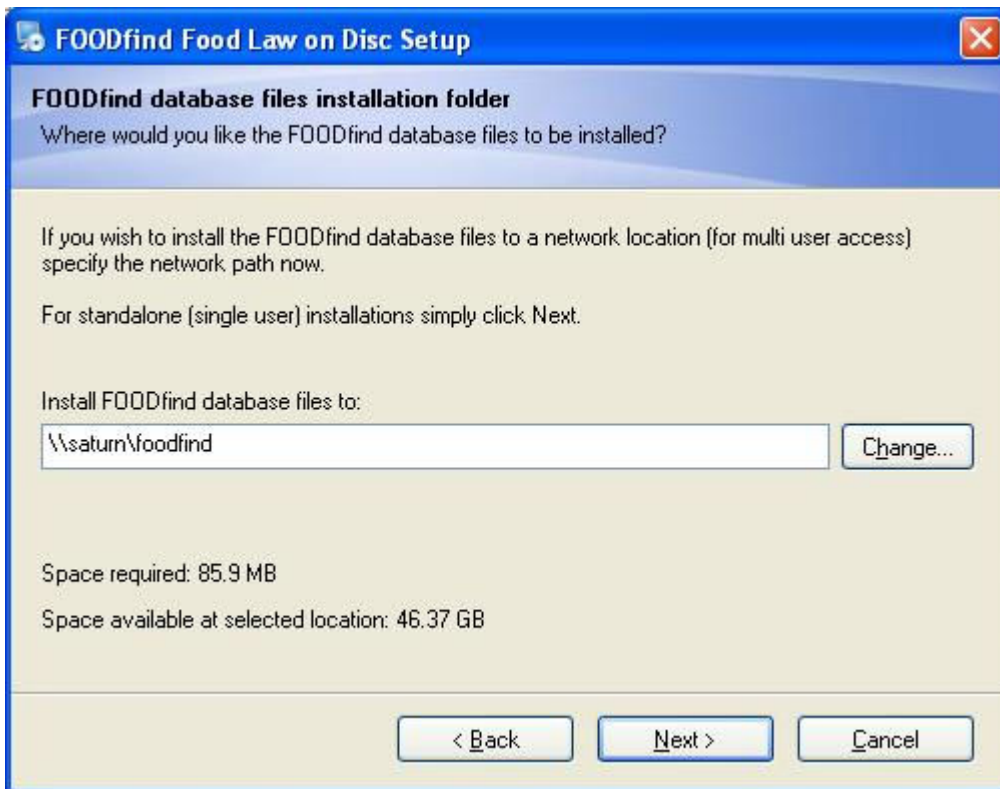 FOODfind Food Law on Disc Setup
FOODfind database files installation folder
Where would you like the FOODfind database files to be installed?
If you wish to install the FOODfind database files to a network location (for multi user access)
specify the network path now.
For standalone (single user) installations simply click Next.
Install FOODfind database files to:
\\saturn\foodfind
Change...
Space required: 85.9 MB
Space available at selected location: 46.37 GB
< Back
Next >
Cancel